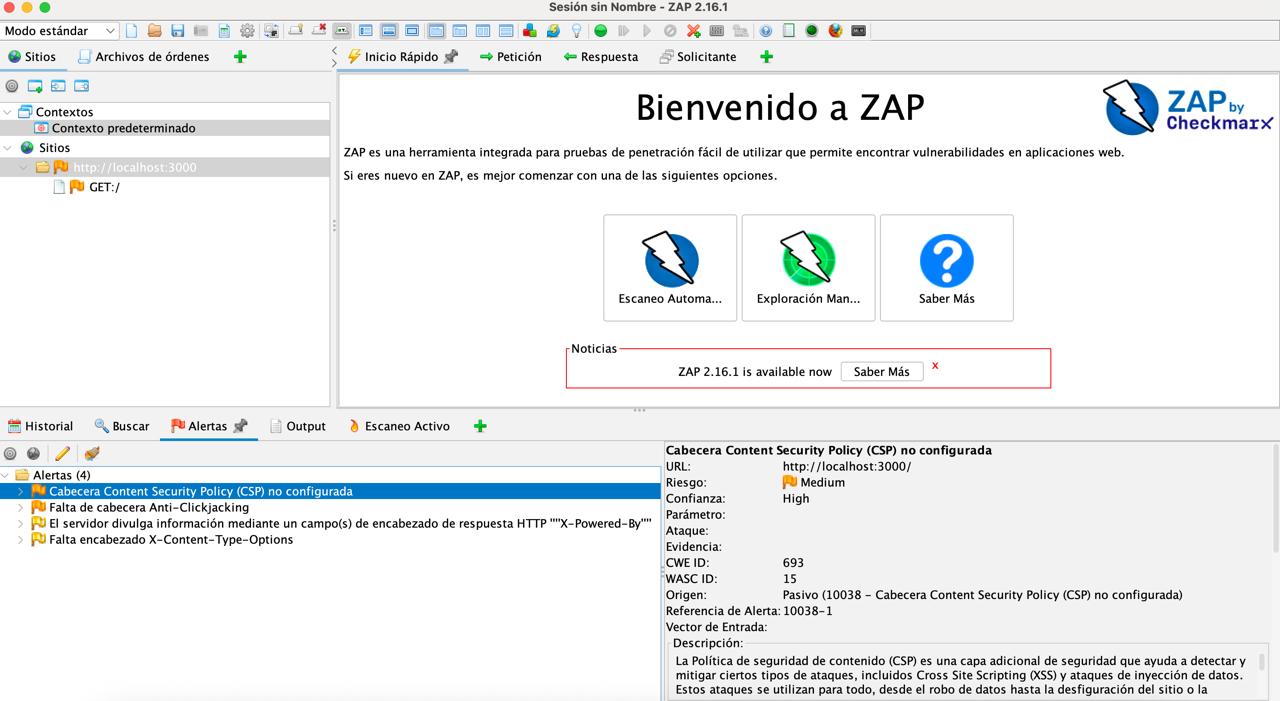 Sesión sin Nombre - ZAP 2.16.1
Modo estándar
Sitios
Archivos de órdenes
Inicio Rápido
Petición
Respuesta
Solicitante
Contextos
Contexto predeterminado
Sitios
http://localhost:3000
GET:/
Bienvenido a ZAP
ZAP by
Checkmarx
ZAP es una herramienta integrada para pruebas de penetración fácil de utilizar que permite encontrar vulnerabilidades en aplicaciones web.
Si eres nuevo en ZAP, es mejor comenzar con una de las siguientes opciones.
Escaneo Automa...
Exploración Man...
Saber Más
Noticias
ZAP 2.16.1 is available now
Saber Más
x
Historial
Buscar
Alertas
Output
Escaneo Activo
Alertas (4)
Cabecera Content Security Policy (CSP) no configurada
Falta de cabecera Anti-Clickjacking
El servidor divulga información mediante un campo(s) de encabezado de respuesta HTTP ""X-Powered-By""
Falta encabezado X-Content-Type-Options
Cabecera Content Security Policy (CSP) no configurada
URL: http://localhost:3000/
Riesgo: Medium
Confianza: High
Parámetro:
Ataque:
Evidencia:
CWE ID: 693
WASC ID: 15
Origen: Pasivo (10038 - Cabecera Content Security Policy (CSP) no configurada)
Referencia de Alerta: 10038-1
Vector de Entrada:
Descripción:
La Política de seguridad de contenido (CSP) es una capa adicional de seguridad que ayuda a detectar y
mitigar ciertos tipos de ataques, incluidos Cross Site Scripting (XSS) y ataques de inyección de datos.
Estos ataques se utilizan para todo, desde el robo de datos hasta la desfiguración del sitio o la